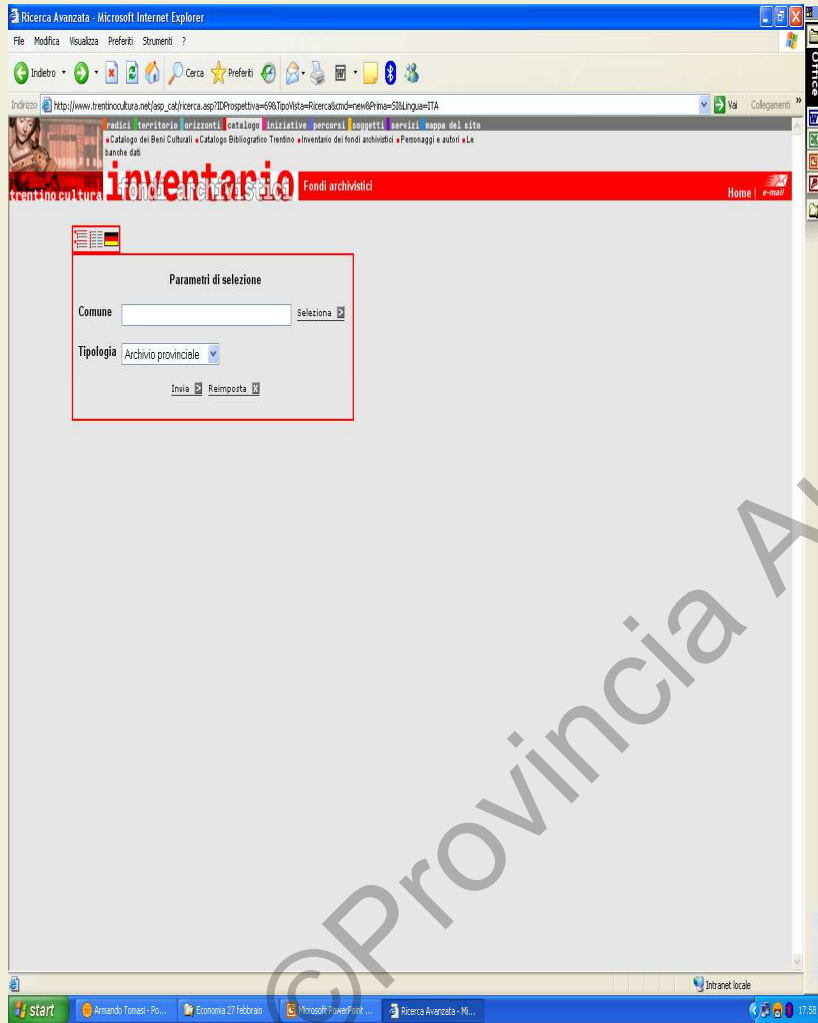 Ricerca Avanzata - Microsoft Internet Explorer
File Modifica Visualizza Preferiti Strumenti ?
Indietro Cerca Preferiti
Indirizzo http://www.trentinocultura.net/asp_cat/ricerca.asp?IDProspettiva=69&TipoVista=Ricerca&cmd=new&Prima=SI&Lingua=ITA Vai Collegamenti »
Office
radici territorio orizzonti catalogo iniziative percorsi soggetti servizi mappa del sito
Catalogo dei Beni Culturali Catalogo Bibliografico Trentino Inventario dei fondi archivistici Personaggi e autori Le
banche dati
trentino cultura inventario fondi archivistici Fondi archivistici Home | e-mail
Parametri di selezione
Comune Seleziona
Tipologia Archivio provinciale
Invia Reimposta
©Provincia
Intranet locale
start Armando Tomasi - Po... Economia 27 febbraio Microsoft PowerPoint ... Ricerca Avanzata - Mi... 17:58